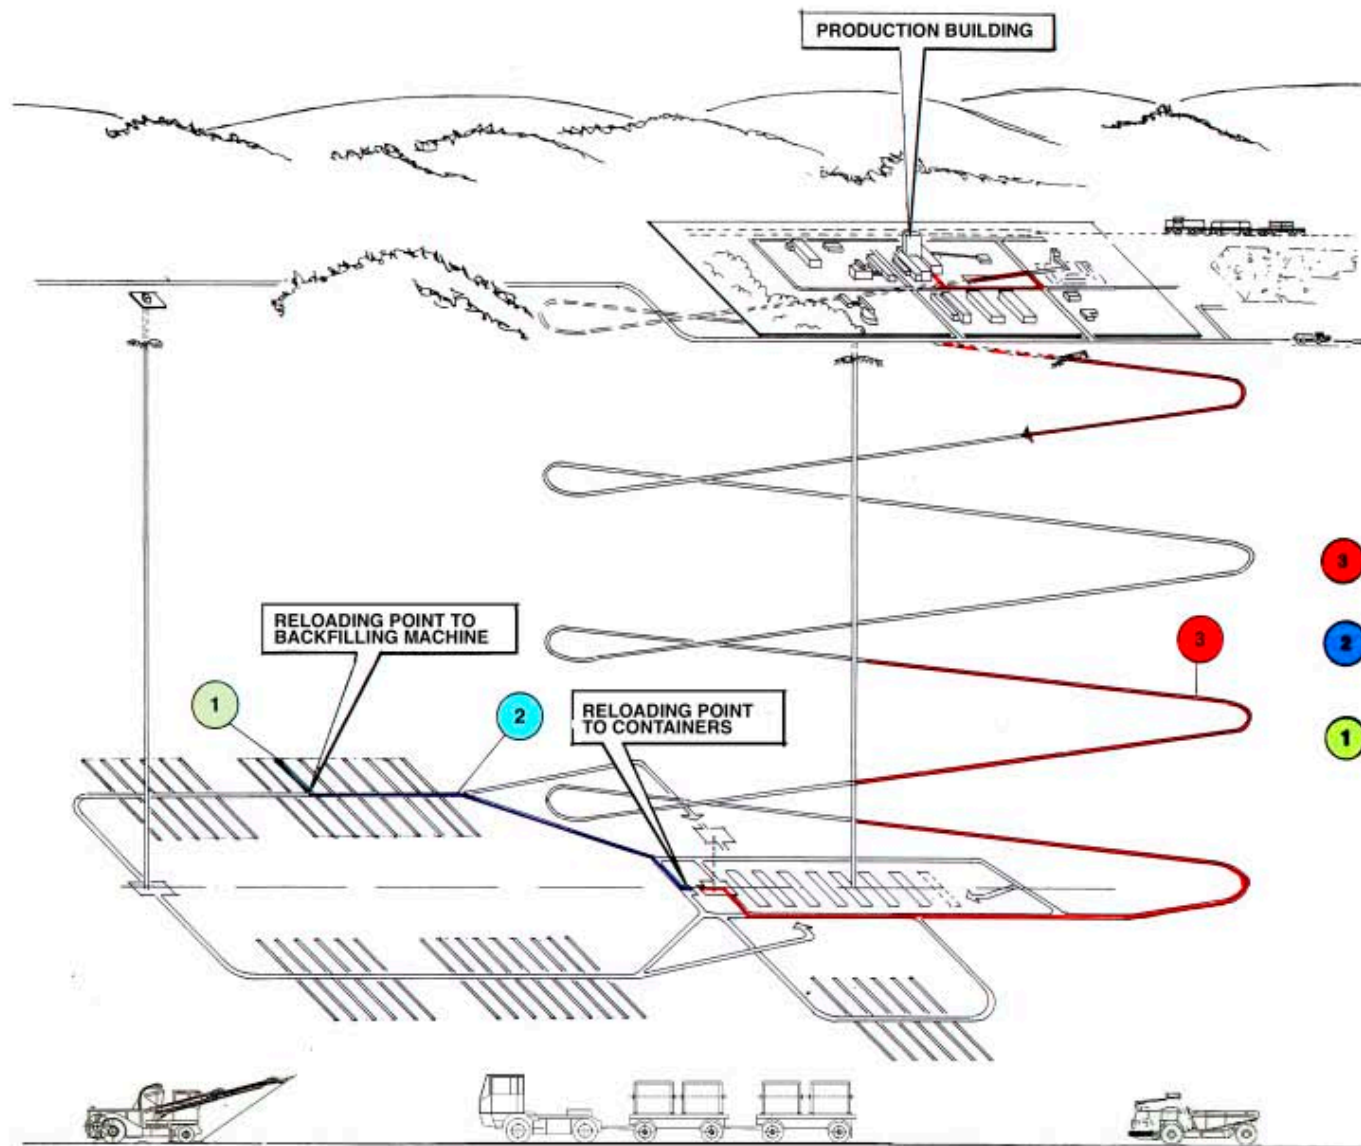 PRODUCTION BUILDING
3
RELOADING POINT TO
BACKFILLING MACHINE
3
2
1
2
RELOADING POINT
TO CONTAINERS
1